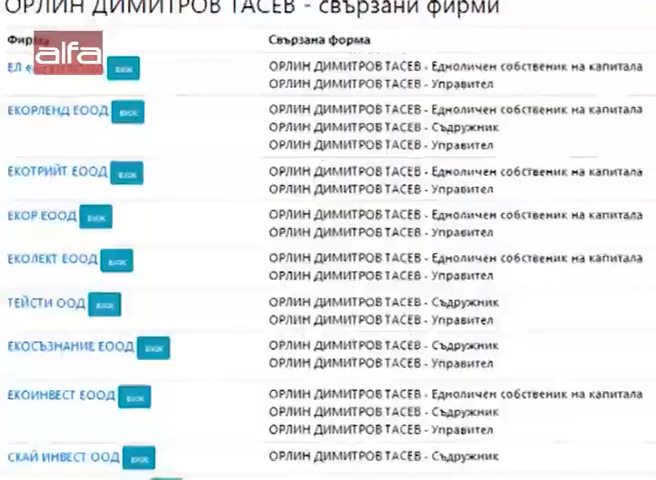 ОРЛИН ДИМИТРОВ ТАСЕВ - свързани фирми
Фирма Свързана форма
alfa
ЕЛ виж ОРЛИН ДИМИТРОВ ТАСЕВ - Едноличен собственик на капитала
ОРЛИН ДИМИТРОВ ТАСЕВ - Управител
ЕКОРЛЕНД ЕООД виж ОРЛИН ДИМИТРОВ ТАСЕВ - Едноличен собственик на капитала
ОРЛИН ДИМИТРОВ ТАСЕВ - Съдружник
ОРЛИН ДИМИТРОВ ТАСЕВ - Управител
ЕКОТРИЙТ ЕООД виж ОРЛИН ДИМИТРОВ ТАСЕВ - Едноличен собственик на капитала
ОРЛИН ДИМИТРОВ ТАСЕВ - Управител
ЕКОР ЕООД виж ОРЛИН ДИМИТРОВ ТАСЕВ - Едноличен собственик на капитала
ОРЛИН ДИМИТРОВ ТАСЕВ - Управител
ЕКОЛЕКТ ЕООД виж ОРЛИН ДИМИТРОВ ТАСЕВ - Едноличен собственик на капитала
ОРЛИН ДИМИТРОВ ТАСЕВ - Управител
ТЕЙСТИ ООД виж ОРЛИН ДИМИТРОВ ТАСЕВ - Съдружник
ОРЛИН ДИМИТРОВ ТАСЕВ - Управител
ЕКОСЪЗНАНИЕ ЕООД виж ОРЛИН ДИМИТРОВ ТАСЕВ - Съдружник
ОРЛИН ДИМИТРОВ ТАСЕВ - Управител
ЕКОИНВЕСТ ЕООД виж ОРЛИН ДИМИТРОВ ТАСЕВ - Едноличен собственик на капитала
ОРЛИН ДИМИТРОВ ТАСЕВ - Съдружник
ОРЛИН ДИМИТРОВ ТАСЕВ - Управител
СКАЙ ИНВЕСТ ООД виж ОРЛИН ДИМИТРОВ ТАСЕВ - Съдружник